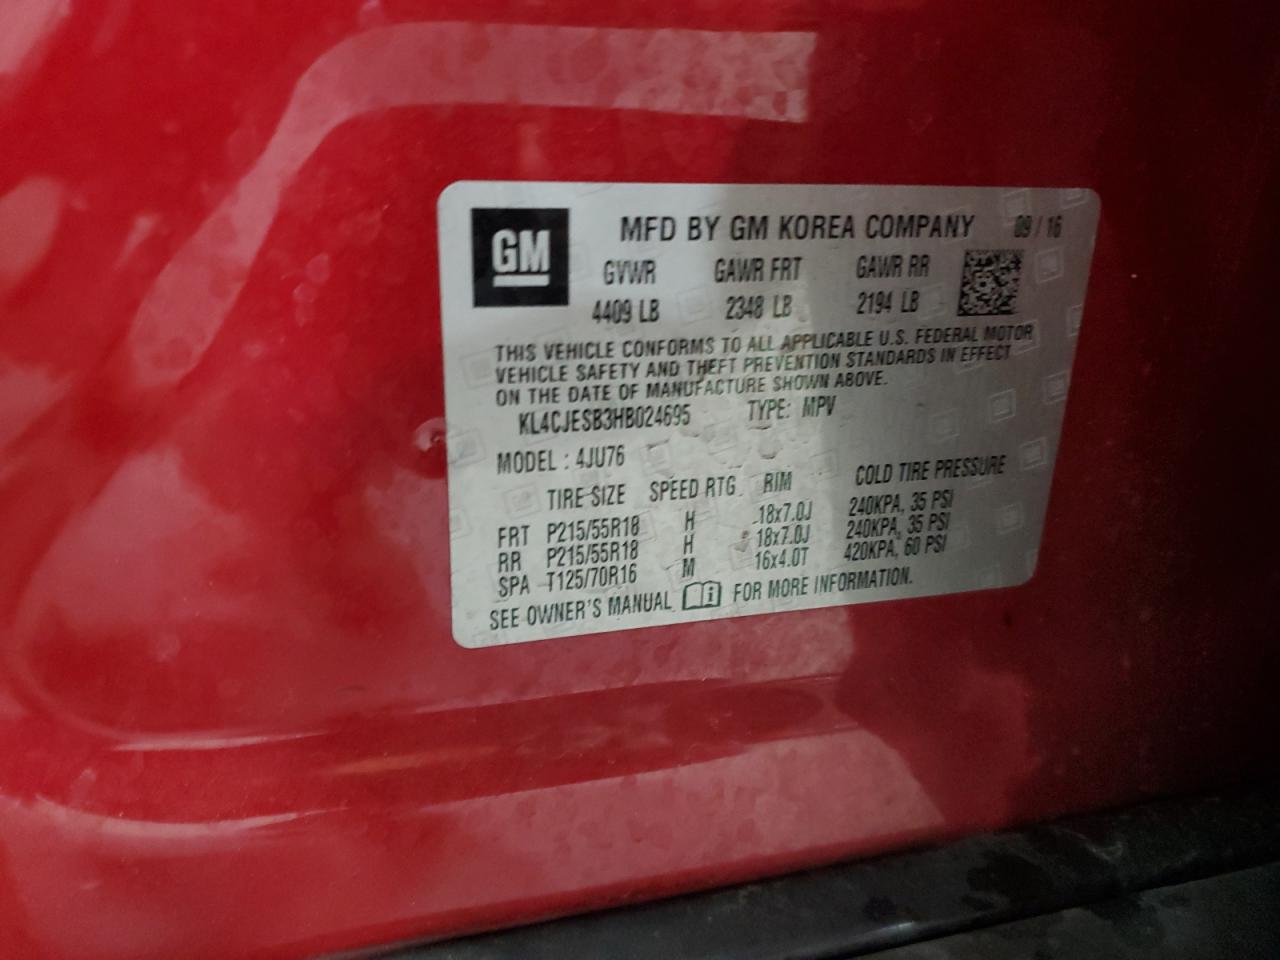 GM
MFD BY GM KOREA COMPANY 09 / 16
GVWR GAWR FRT GAWR RR
4409 LB 2348 LB 2194 LB
THIS VEHICLE CONFORMS TO ALL APPLICABLE U.S. FEDERAL MOTOR
VEHICLE SAFETY AND THEFT PREVENTION STANDARDS IN EFFECT
ON THE DATE OF MANUFACTURE SHOWN ABOVE.
KL4CJESB3HB024695 TYPE: MPV
MODEL : 4JU76
TIRE SIZE SPEED RTG RIM COLD TIRE PRESSURE
FRT P215/55R18 H 18x7.0J 240KPA, 35 PSI
RR P215/55R18 H 18x7.0J 240KPA, 35 PSI
SPA T125/70R16 M 16x4.0T 420KPA, 60 PSI
SEE OWNER'S MANUAL i FOR MORE INFORMATION.